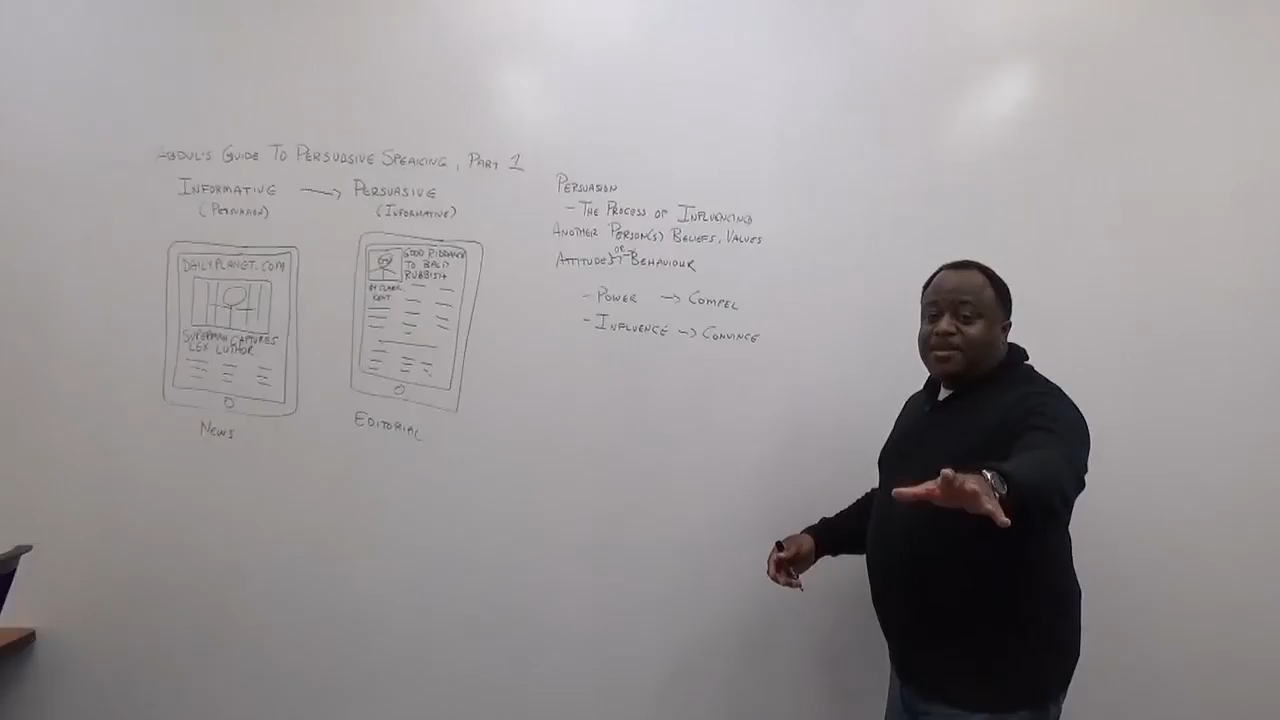 ABDUL'S GUIDE TO PERSUASIVE SPEAKING, PART 1
INFORMATIVE → PERSUASIVE
(PERSUASION) (INFORMATIVE)
DAILYPLANET.COM
SUPERMAN CAPTURES
LEX LUTHOR
NEWS
GOOD RIDDANCE
TO BALD
RUBBISH
BY CLARK
KENT
EDITORIAL
PERSUASION
- THE PROCESS OF INFLUENCING
ANOTHER PERSON(S) BELIEFS, VALUES
ATTITUDES OR BEHAVIOUR
- POWER → COMPEL
- INFLUENCE → CONVINCE